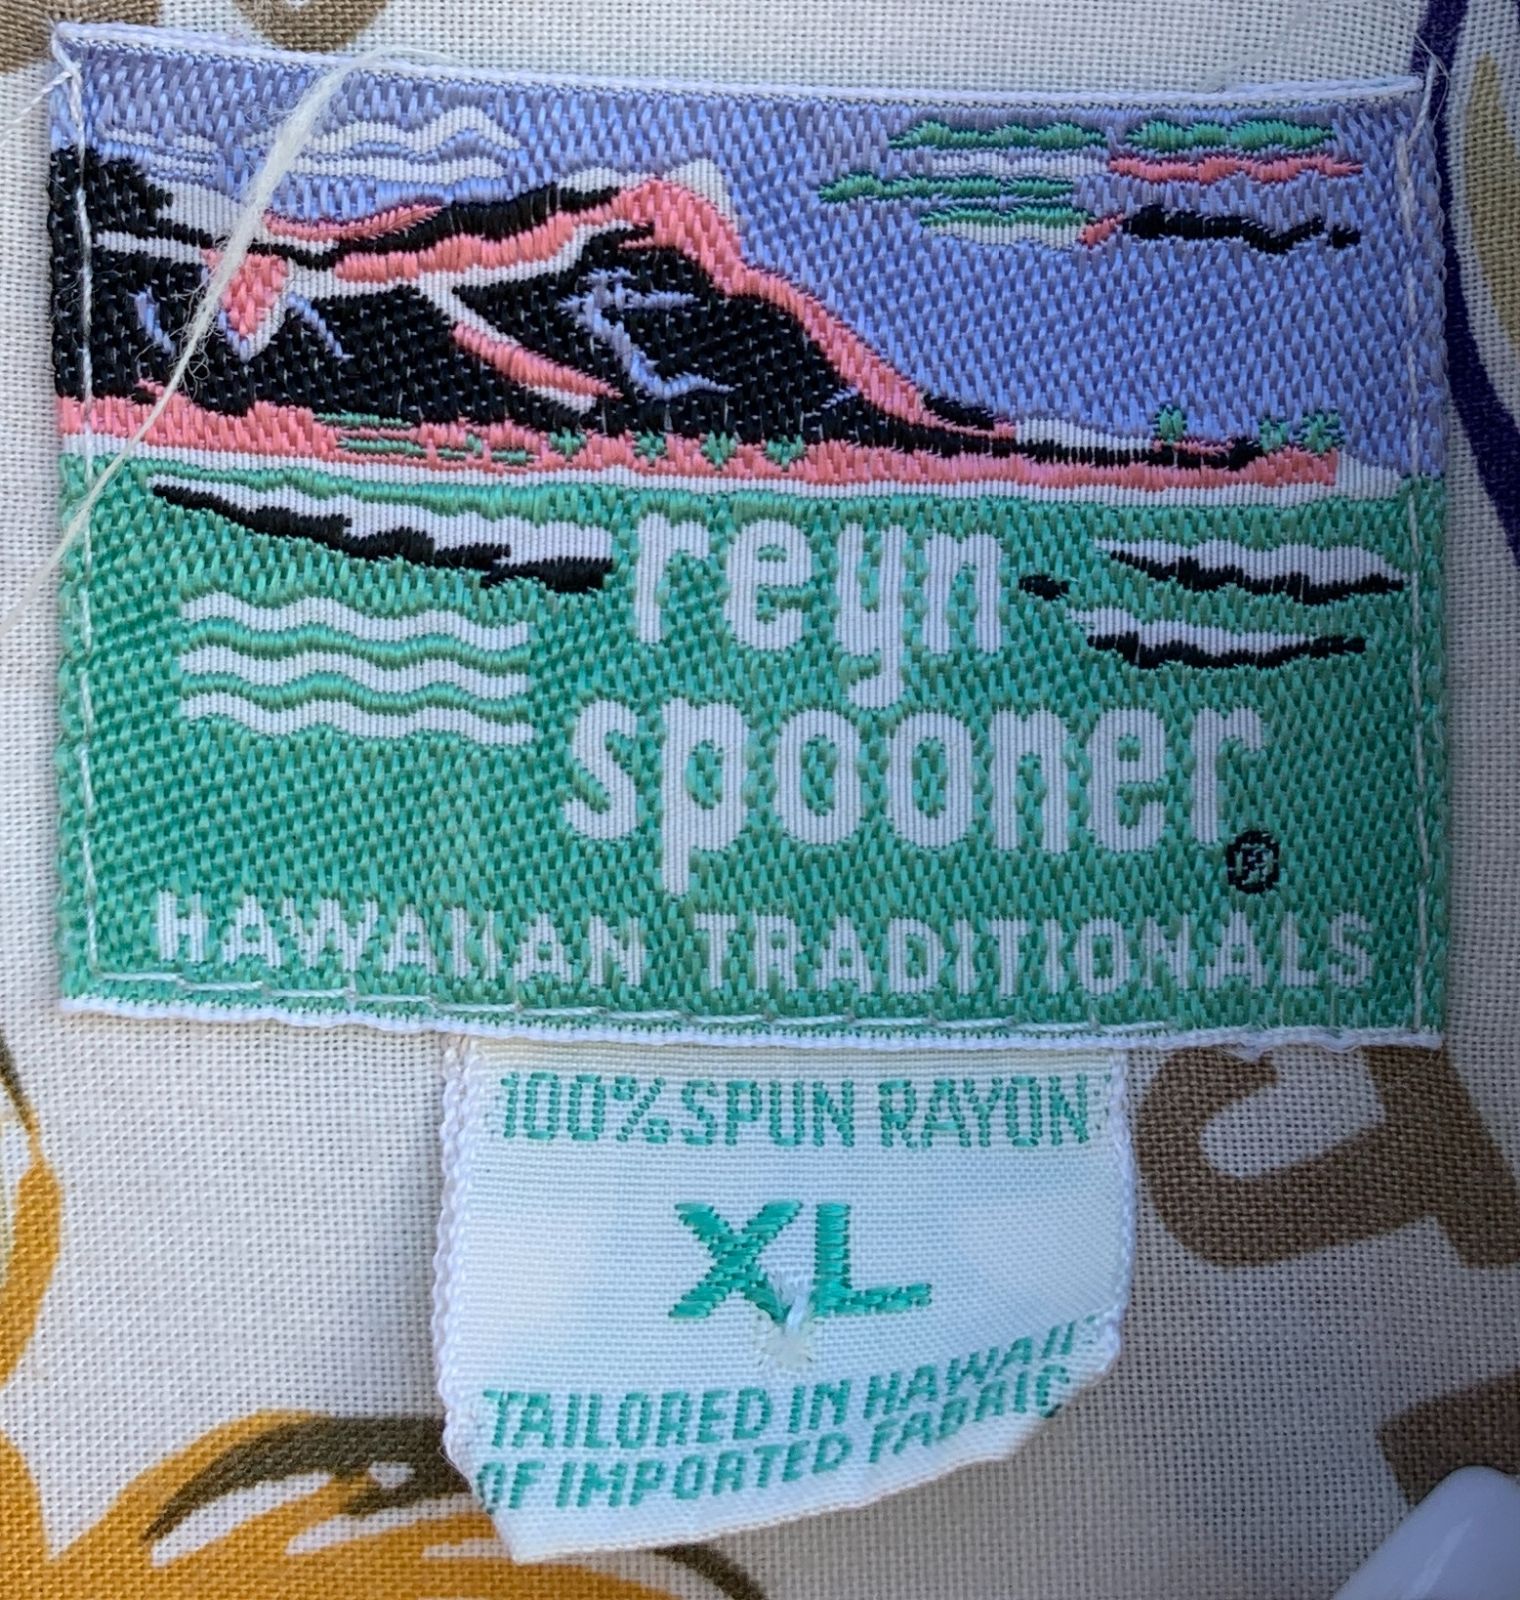 reyn
spooner®
HAWAIIAN TRADITIONALS
100% SPUN RAYON
XL
TAILORED IN HAWAII
OF IMPORTED FABRIC